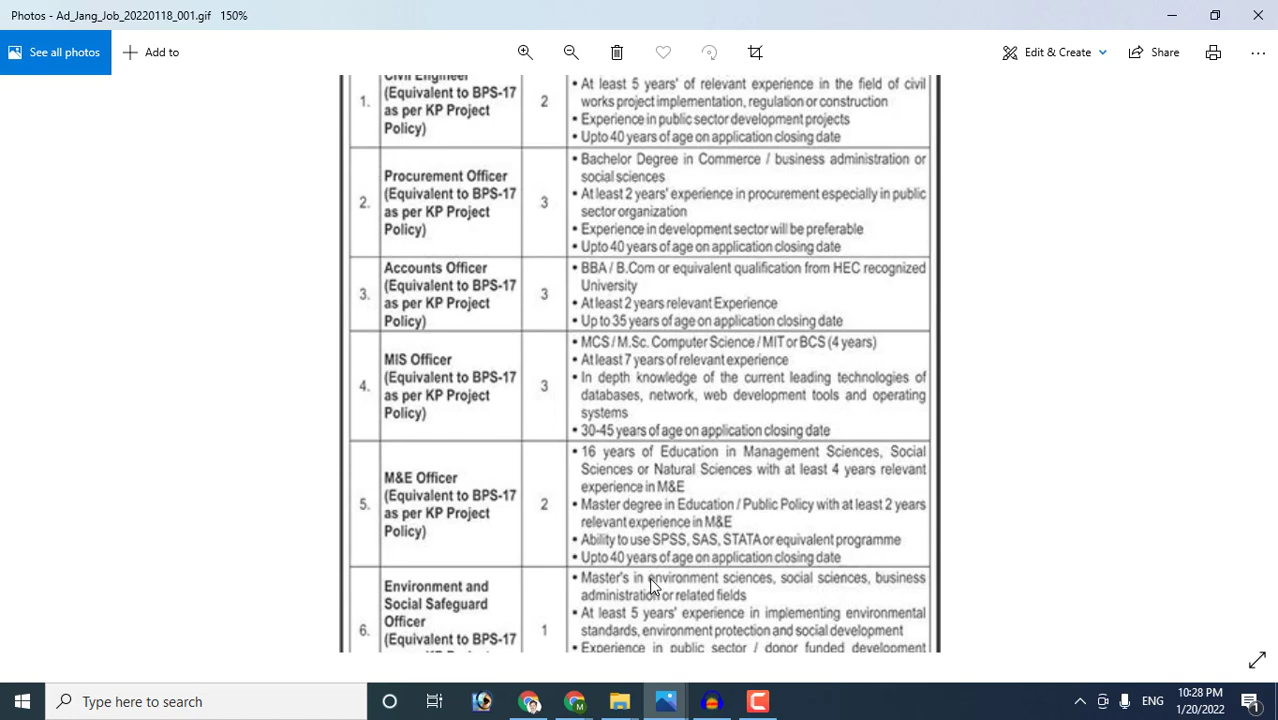 Photos - Ad_Jang_Job_20220118_001.gif   150%
See all photos
Add to
Edit & Create
Share
1.
Civil Engineer
(Equivalent to BPS-17
as per KP Project
Policy)
2
• At least 5 years' of relevant experience in the field of civil
works project implementation, regulation or construction
• Experience in public sector development projects
• Upto 40 years of age on application closing date
2.
Procurement Officer
(Equivalent to BPS-17
as per KP Project
Policy)
3
• Bachelor Degree in Commerce / business administration or
social sciences
• At least 2 years' experience in procurement especially in public
sector organization
• Experience in development sector will be preferable
• Upto 40 years of age on application closing date
3.
Accounts Officer
(Equivalent to BPS-17
as per KP Project
Policy)
3
• BBA / B.Com or equivalent qualification from HEC recognized
University
• At least 2 years relevant Experience
• Up to 35 years of age on application closing date
4.
MIS Officer
(Equivalent to BPS-17
as per KP Project
Policy)
3
• MCS / M.Sc. Computer Science / MIT or BCS (4 years)
• At least 7 years of relevant experience
• In depth knowledge of the current leading technologies of
databases, network, web development tools and operating
systems
• 30-45 years of age on application closing date
5.
M&E Officer
(Equivalent to BPS-17
as per KP Project
Policy)
2
• 16 years of Education in Management Sciences, Social
Sciences or Natural Sciences with at least 4 years relevant
experience in M&E
• Master degree in Education / Public Policy with at least 2 years
relevant experience in M&E
• Ability to use SPSS, SAS, STATA or equivalent programme
• Upto 40 years of age on application closing date
6.
Environment and
Social Safeguard
Officer
(Equivalent to BPS-17
as per KP Project
1
• Master's in environment sciences, social sciences, business
administration or related fields
• At least 5 years' experience in implementing environmental
standards, environment protection and social development
• Experience in public sector / donor funded development
Type here to search
M
ENG
:28 PM
1/20/2022
1